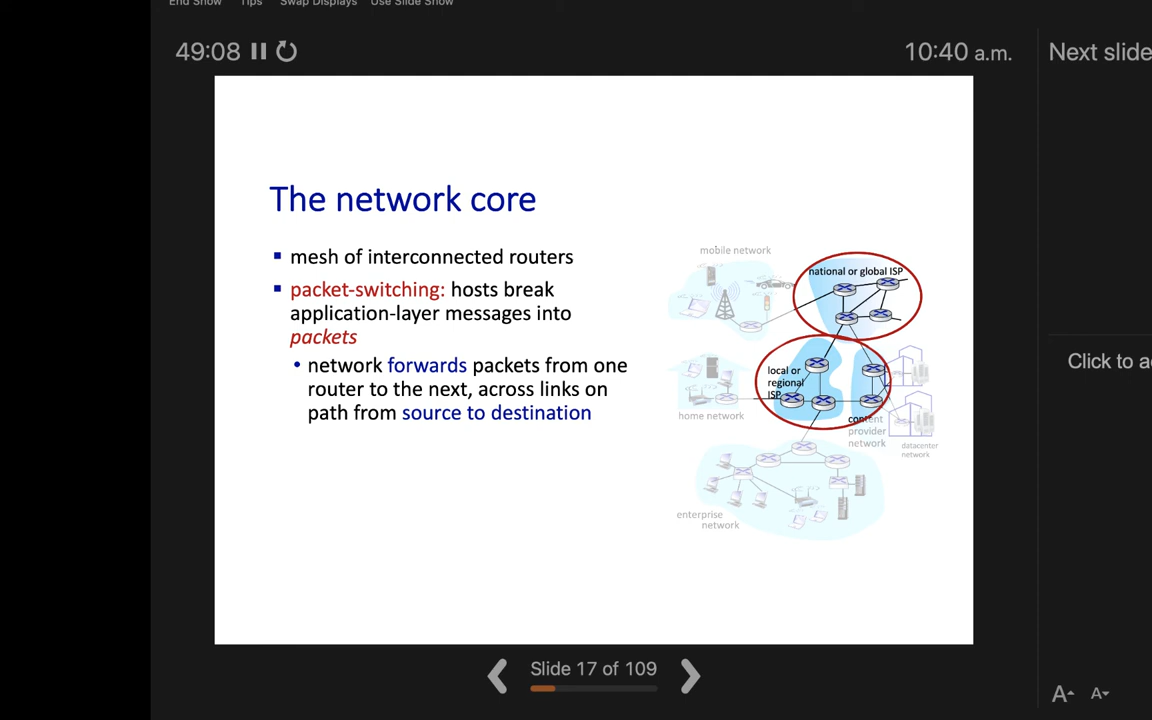 End Show Tips Swap Displays Use Slide Show
49:08
10:40 a.m.
Next slide
The network core
mesh of interconnected routers
packet-switching: hosts break
application-layer messages into
packets
network forwards packets from one
router to the next, across links on
path from source to destination
mobile network
national or global ISP
local or
regional
ISP
home network
content
provider
network
datacenter
network
enterprise
network
Click to a
Slide 17 of 109
A A